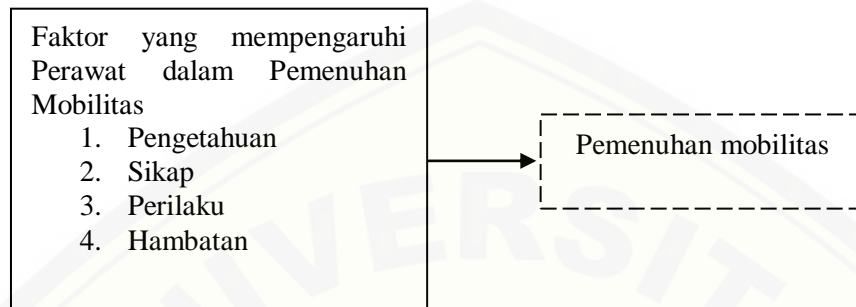 Faktor yang mempengaruhi
Perawat dalam Pemenuhan
Mobilitas
1. Pengetahuan
2. Sikap
3. Perilaku
4. Hambatan
Pemenuhan mobilitas